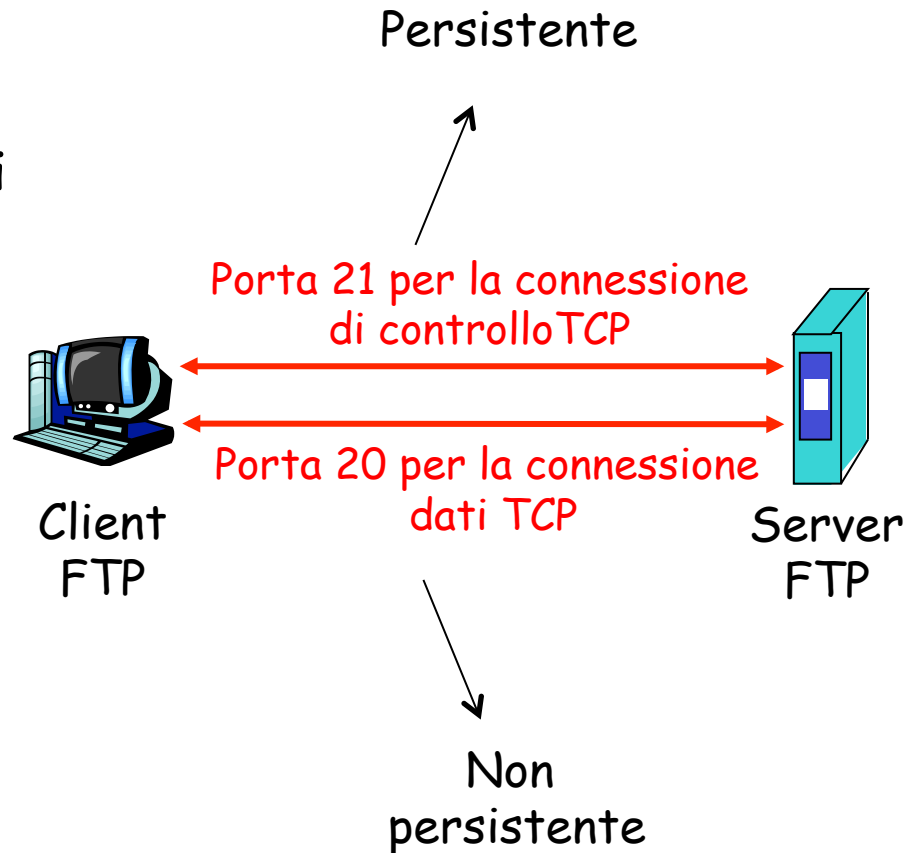 Persistente
i
Porta 21 per la connessione
di controlloTCP
Porta 20 per la connessione
dati TCP
Client
FTP
Server
FTP
Non
persistente